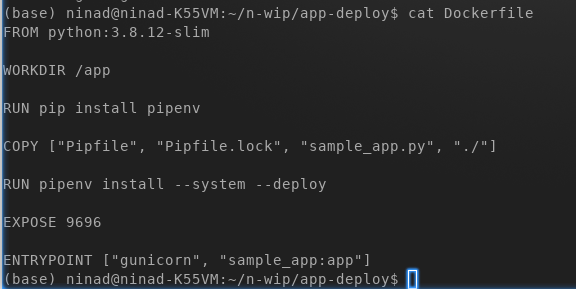 (base) ninad@ninad-K55VM:~/n-wip/app-deploy$ cat Dockerfile
FROM python:3.8.12-slim
WORKDIR /app
RUN pip install pipenv
COPY ["Pipfile", "Pipfile.lock", "sample_app.py", "./"]
RUN pipenv install --system --deploy
EXPOSE 9696
ENTRYPOINT ["gunicorn", "sample_app:app"]
(base) ninad@ninad-K55VM:~/n-wip/app-deploy$